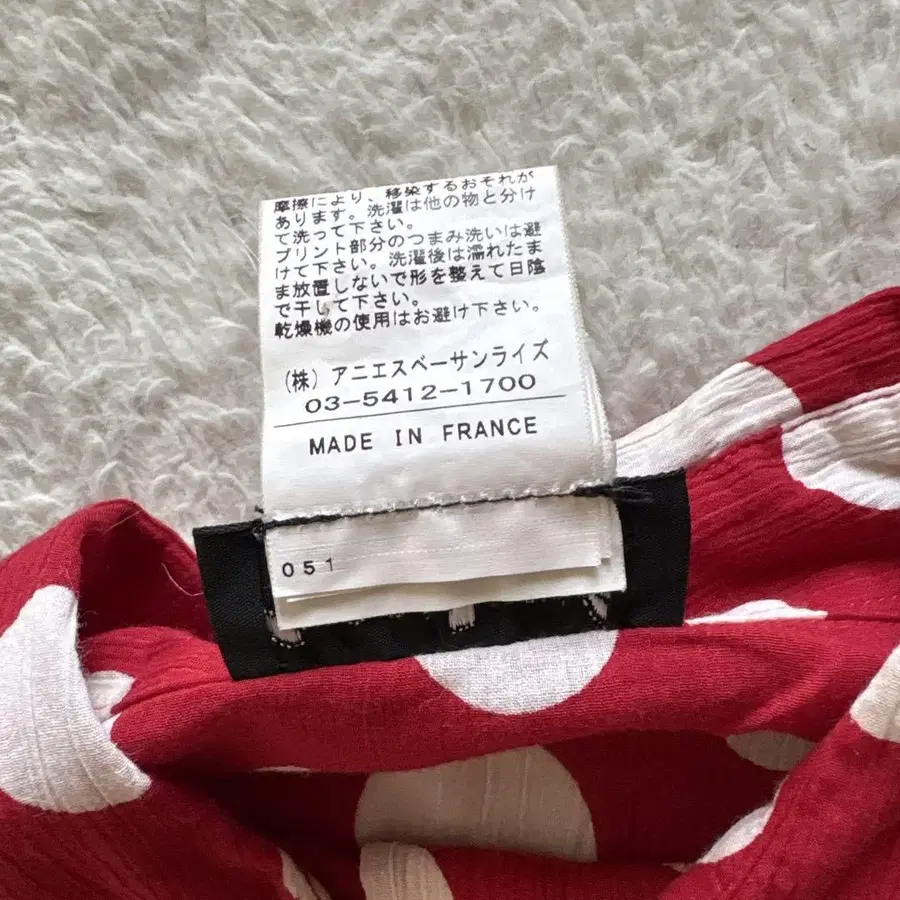 摩擦により、移染するおそれが
あります。洗濯は他の物と分け
て洗って下さい。
プリント部分のつまみ洗いは避
けて下さい。洗濯後は濡れたま
ま放置しないで形を整えて日陰
で干して下さい。
乾燥機の使用はお避け下さい。
(株)アニエスベーサンライズ
03-5412-1700
MADE IN FRANCE
051